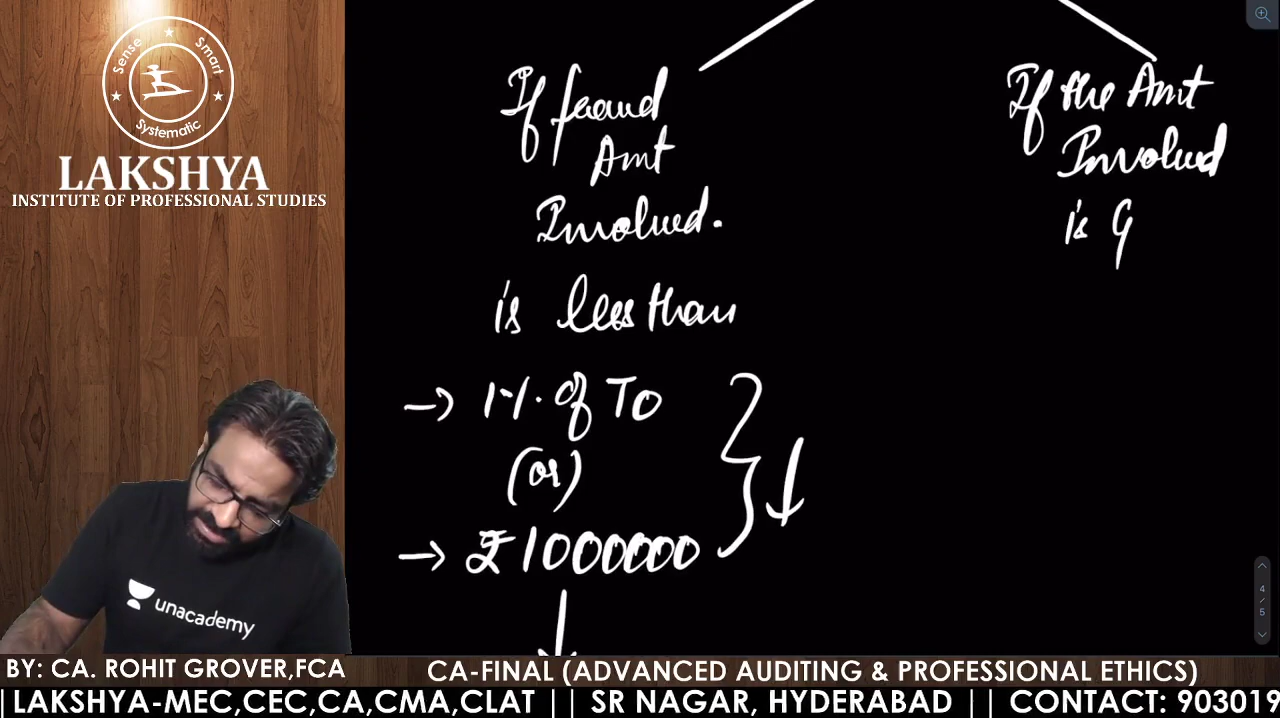 Sense Smart
Systematic
LAKSHYA
INSTITUTE OF PROFESSIONAL STUDIES
unacademy
If fraud
Amt
Involved.
is less than
→ 1%. of TO
(or)
→ ₹1000000
If the Amt
Involved
is G
4
/
5
BY: CA. ROHIT GROVER,FCA
CA-FINAL (ADVANCED AUDITING & PROFESSIONAL ETHICS)
|LAKSHYA-MEC,CEC,CA,CMA,CLAT || SR NAGAR, HYDERABAD || CONTACT: 903019